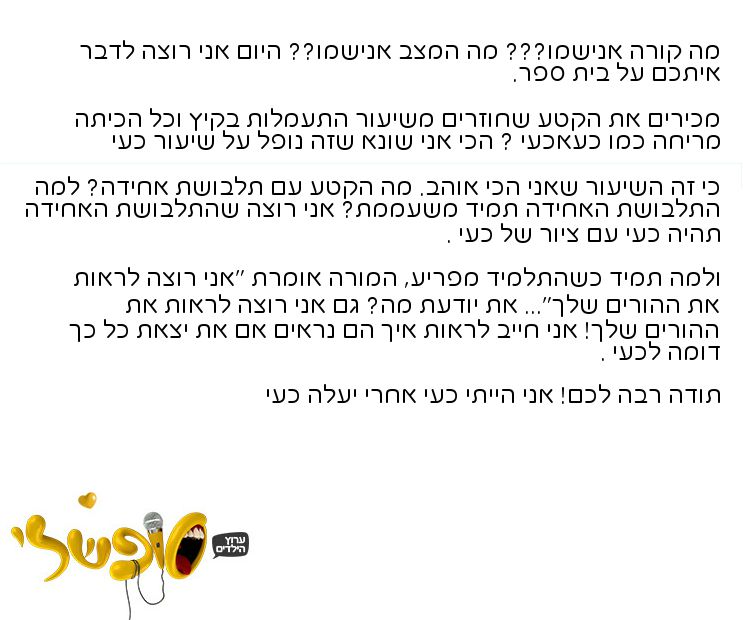 מה קורה אנישמו??? מה המצב אנישמו?? היום אני רוצה לדבר
איתכם על בית ספר.
מכירים את הקטע שחוזרים משיעור התעמלות בקיץ וכל הכיתה
מריחה כמו כעאכעי ? הכי אני שונא שזה נופל על שיעור כעי
כי זה השיעור שאני הכי אוהב. מה הקטע עם תלבושת אחידה? למה
התלבושת האחידה תמיד משעממת? אני רוצה שהתלבושת האחידה
תהיה כעי עם ציור של כעי .
ולמה תמיד כשהתלמיד מפריע, המורה אומרת "אני רוצה לראות
את ההורים שלך"... את יודעת מה? גם אני רוצה לראות את
ההורים שלך! אני חייב לראות איך הם נראים אם את יצאת כל כך
דומה לכעי .
תודה רבה לכם! אני הייתי כעי אחרי יעלה כעי
סופשלי
ערוץ
הילדים